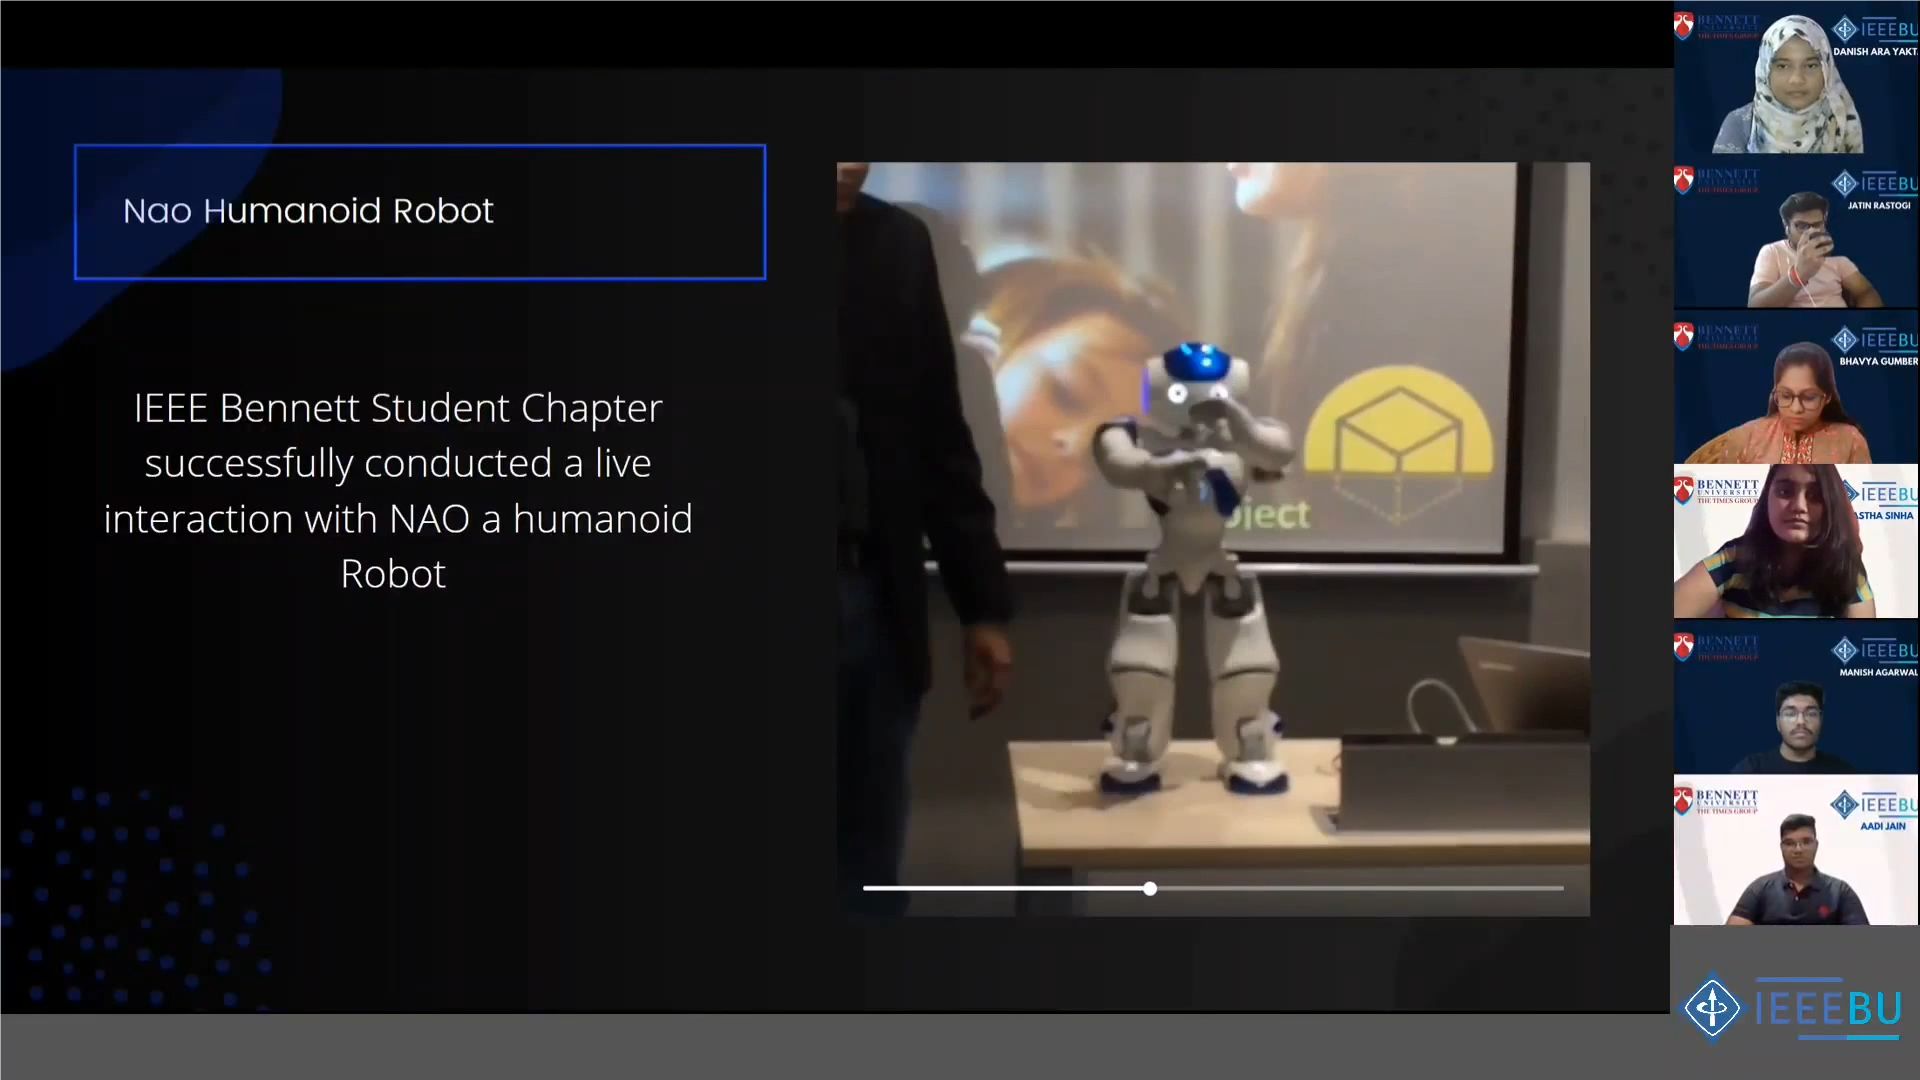 Nao Humanoid Robot
IEEE Bennett Student Chapter
successfully conducted a live
interaction with NAO a humanoid
Robot
oject
BENNETT
UNIVERSITY
THE TIMES GROUP
IEEEBU
DANISH ARA YAKT
BENNETT
UNIVERSITY
THE TIMES GROUP
IEEEBU
JATIN RASTOGI
BENNETT
UNIVERSITY
THE TIMES GROUP
IEEEBU
BHAVYA GUMBER
BENNETT
UNIVERSITY
THE TIMES GROUP
IEEEBU
ASTHA SINHA
BENNETT
UNIVERSITY
THE TIMES GROUP
IEEEBU
MANISH AGARWAL
BENNETT
UNIVERSITY
THE TIMES GROUP
IEEEBU
AADI JAIN
IEEEBU